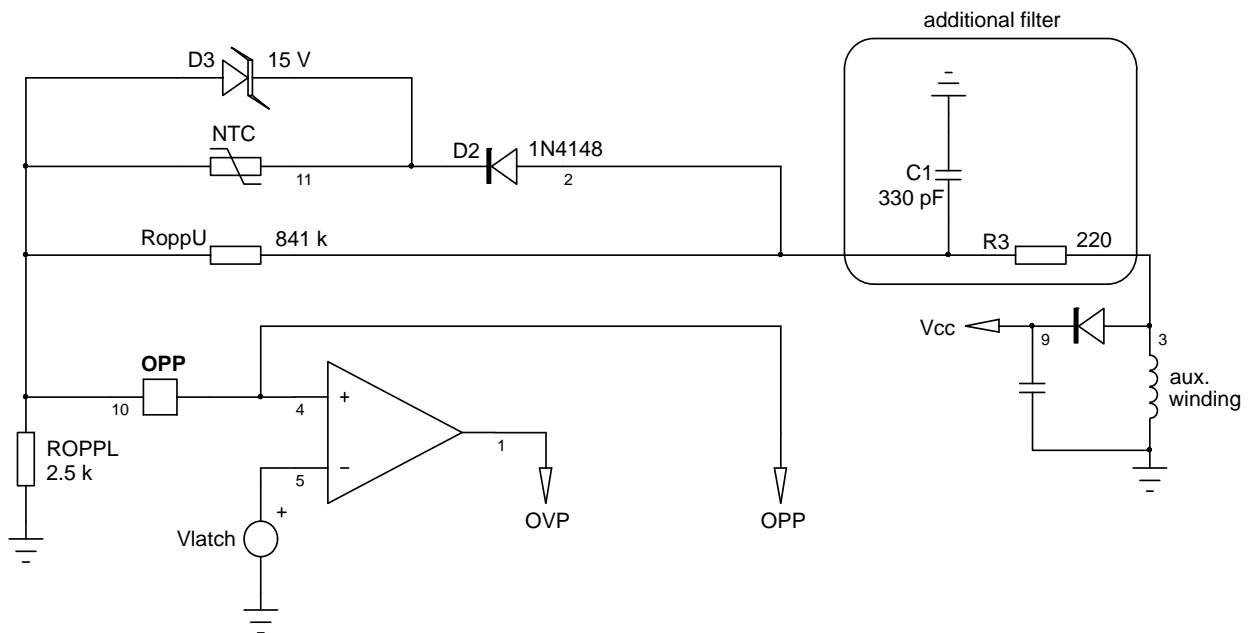 additional filter
D3
15 V
NTC
11
D2
1N4148
2
C1
330 pF
RoppU
841 k
R3
220
Vcc
9
3
aux.
winding
OPP
10
4
+
1
5
−
ROPPL
2.5 k
+
Vlatch
OVP
OPP